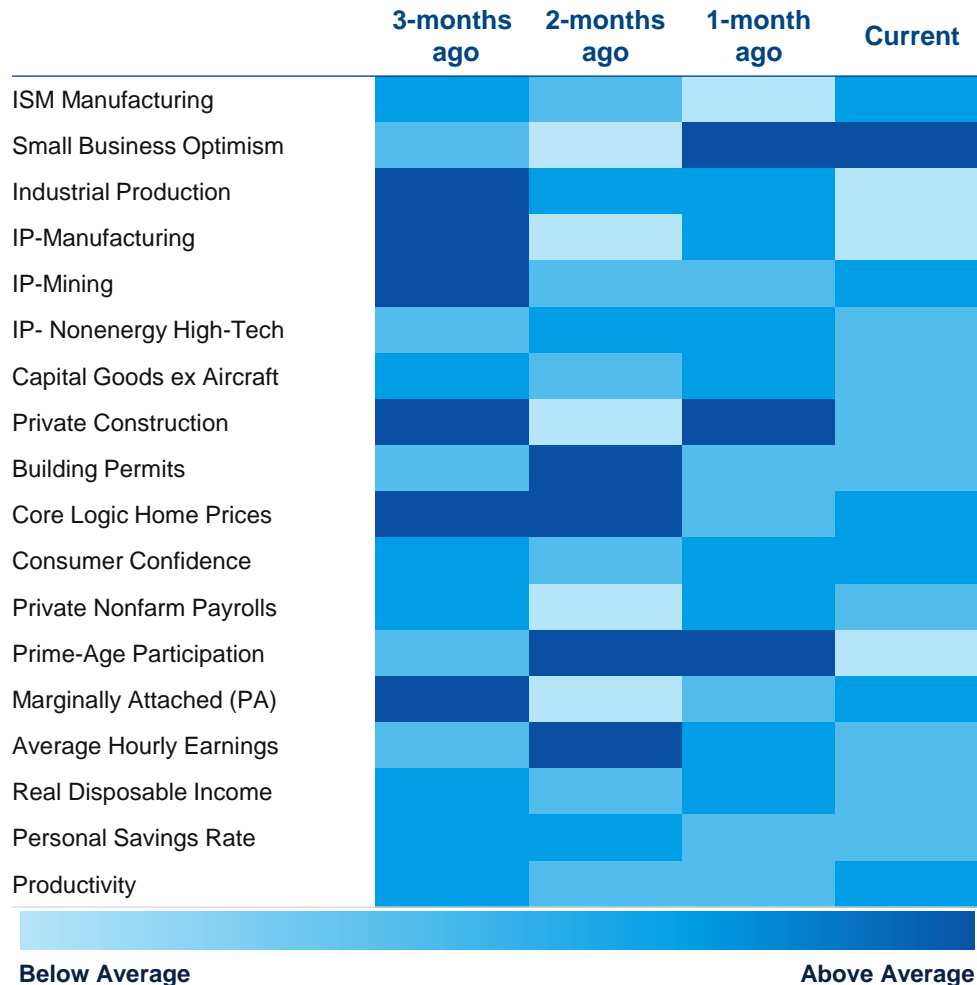 3-months ago
2-months ago
1-month ago
Current
ISM Manufacturing
Small Business Optimism
Industrial Production
IP-Manufacturing
IP-Mining
IP- Nonenergy High-Tech
Capital Goods ex Aircraft
Private Construction
Building Permits
Core Logic Home Prices
Consumer Confidence
Private Nonfarm Payrolls
Prime-Age Participation
Marginally Attached (PA)
Average Hourly Earnings
Real Disposable Income
Personal Savings Rate
Productivity
Below Average
Above Average